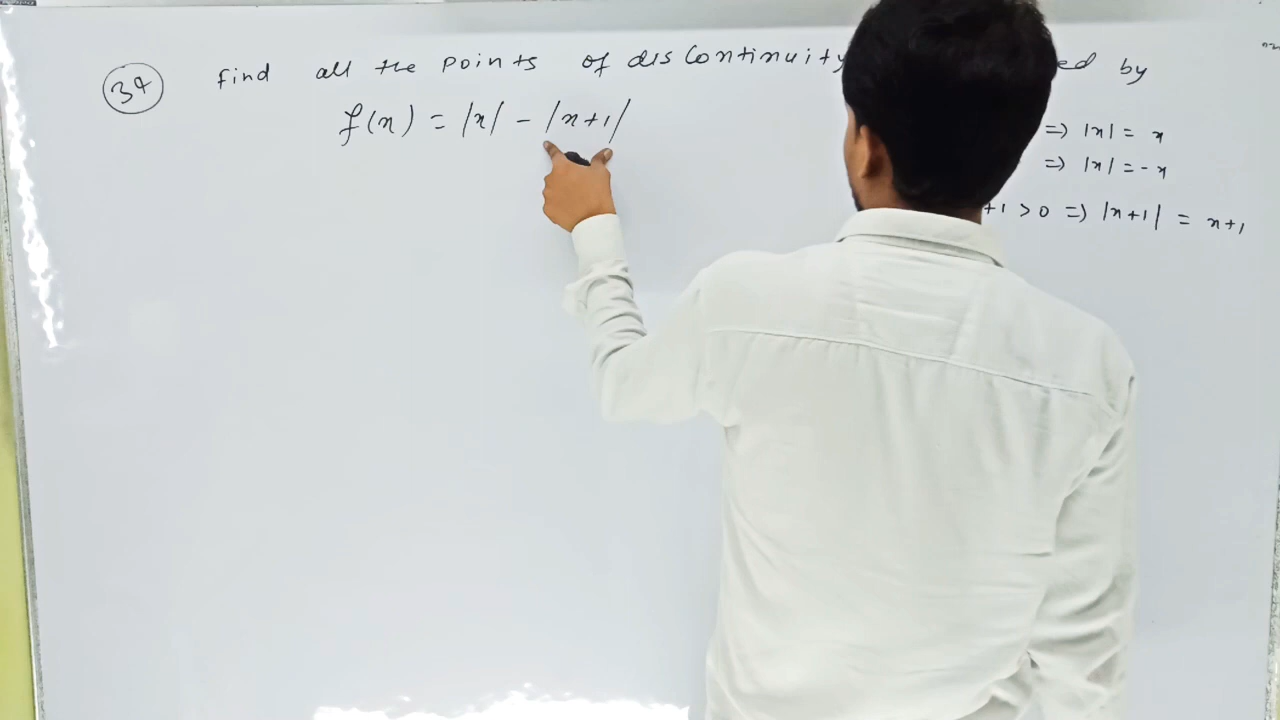 34 Find all the points of discontinuity ed by
f(x) = |x| - |x+1|
=) |x| = x
=) |x| = -x
+1 > 0 =) |x+1| = x+1